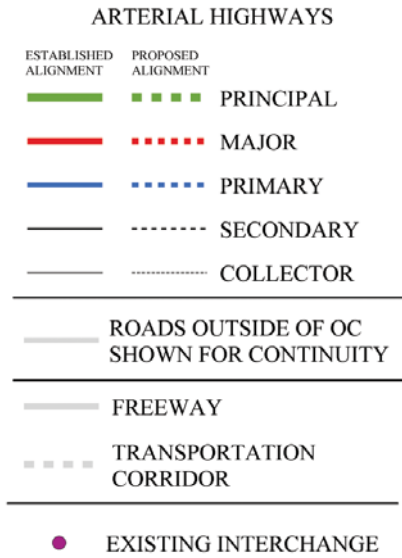 ARTERIAL HIGHWAYS
ESTABLISHED PROPOSED
ALIGNMENT ALIGNMENT
PRINCIPAL
MAJOR
PRIMARY
SECONDARY
COLLECTOR
ROADS OUTSIDE OF OC
SHOWN FOR CONTINUITY
FREEWAY
TRANSPORTATION
CORRIDOR
EXISTING INTERCHANGE